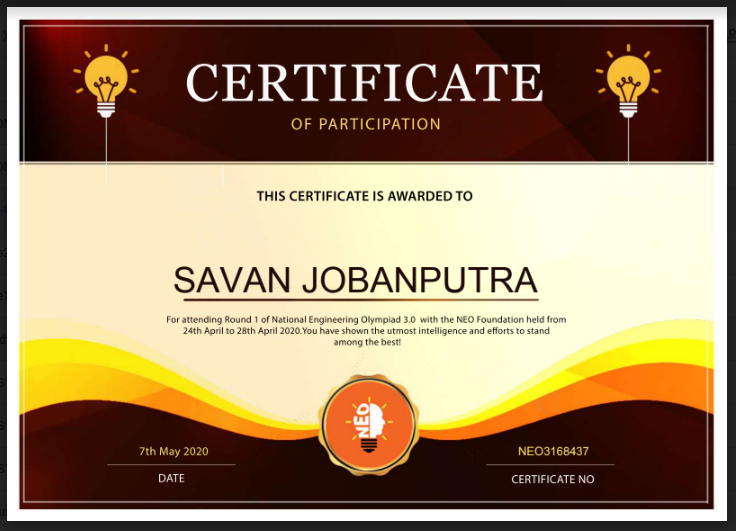 CERTIFICATE
OF PARTICIPATION
THIS CERTIFICATE IS AWARDED TO
SAVAN JOBANPUTRA
For attending Round 1 of National Engineering Olympiad 3.0 with the NEO Foundation held from
24th April to 28th April 2020.You have shown the utmost intelligence and efforts to stand
among the best!
NEO
7th May 2020
DATE
NEO3168437
CERTIFICATE NO